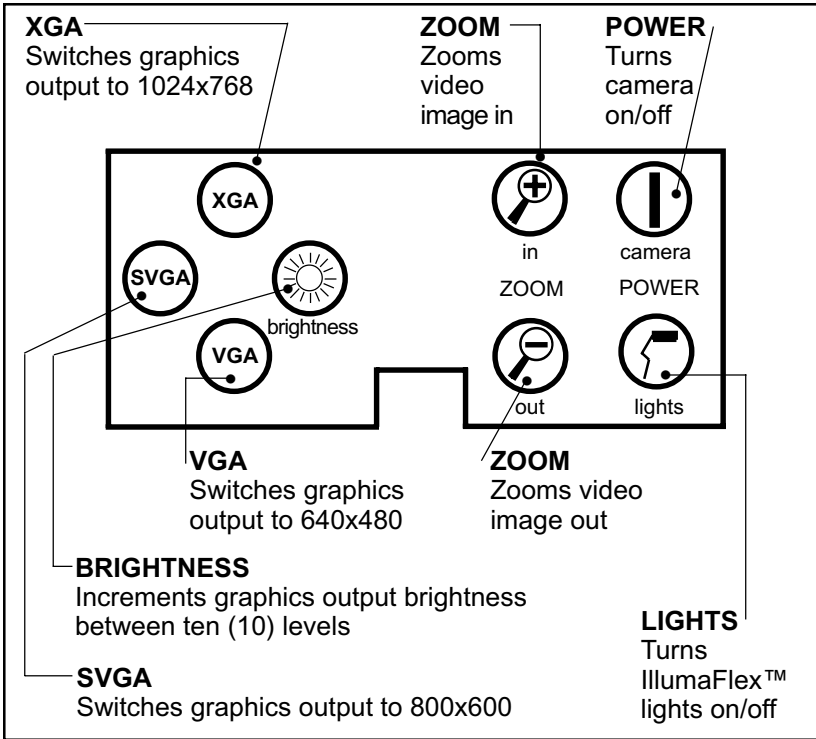 XGA
Switches graphics
output to 1024x768
ZOOM
Zooms
video
image in
POWER
Turns
camera
on/off
XGA
SVGA
brightness
VGA
in
ZOOM
out
camera
POWER
lights
VGA
Switches graphics
output to 640x480
ZOOM
Zooms video
image out
BRIGHTNESS
Increments graphics output brightness
between ten (10) levels
SVGA
Switches graphics output to 800x600
LIGHTS
Turns
IllumaFlex™
lights on/off